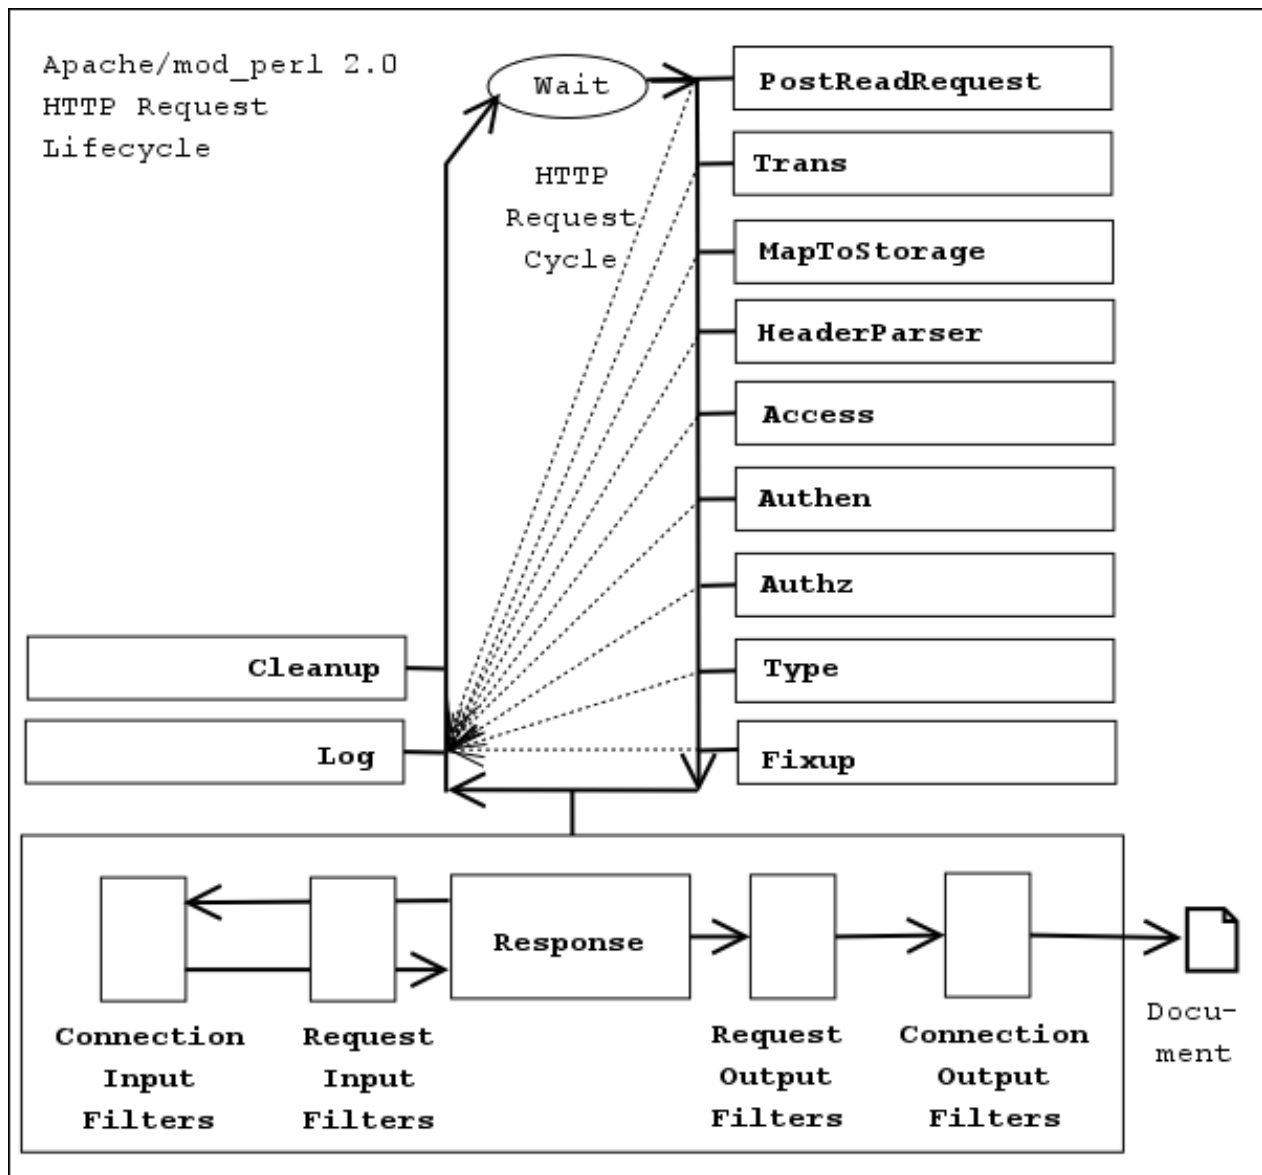 Apache/mod_perl 2.0
HTTP Request
Lifecycle
Wait
HTTP
Request
Cycle
PostReadRequest
Trans
MapToStorage
HeaderParser
Access
Authen
Authz
Type
Fixup
Cleanup
Log
Response
Connection
Input
Filters
Request
Input
Filters
Request
Output
Filters
Connection
Output
Filters
Docu-
ment